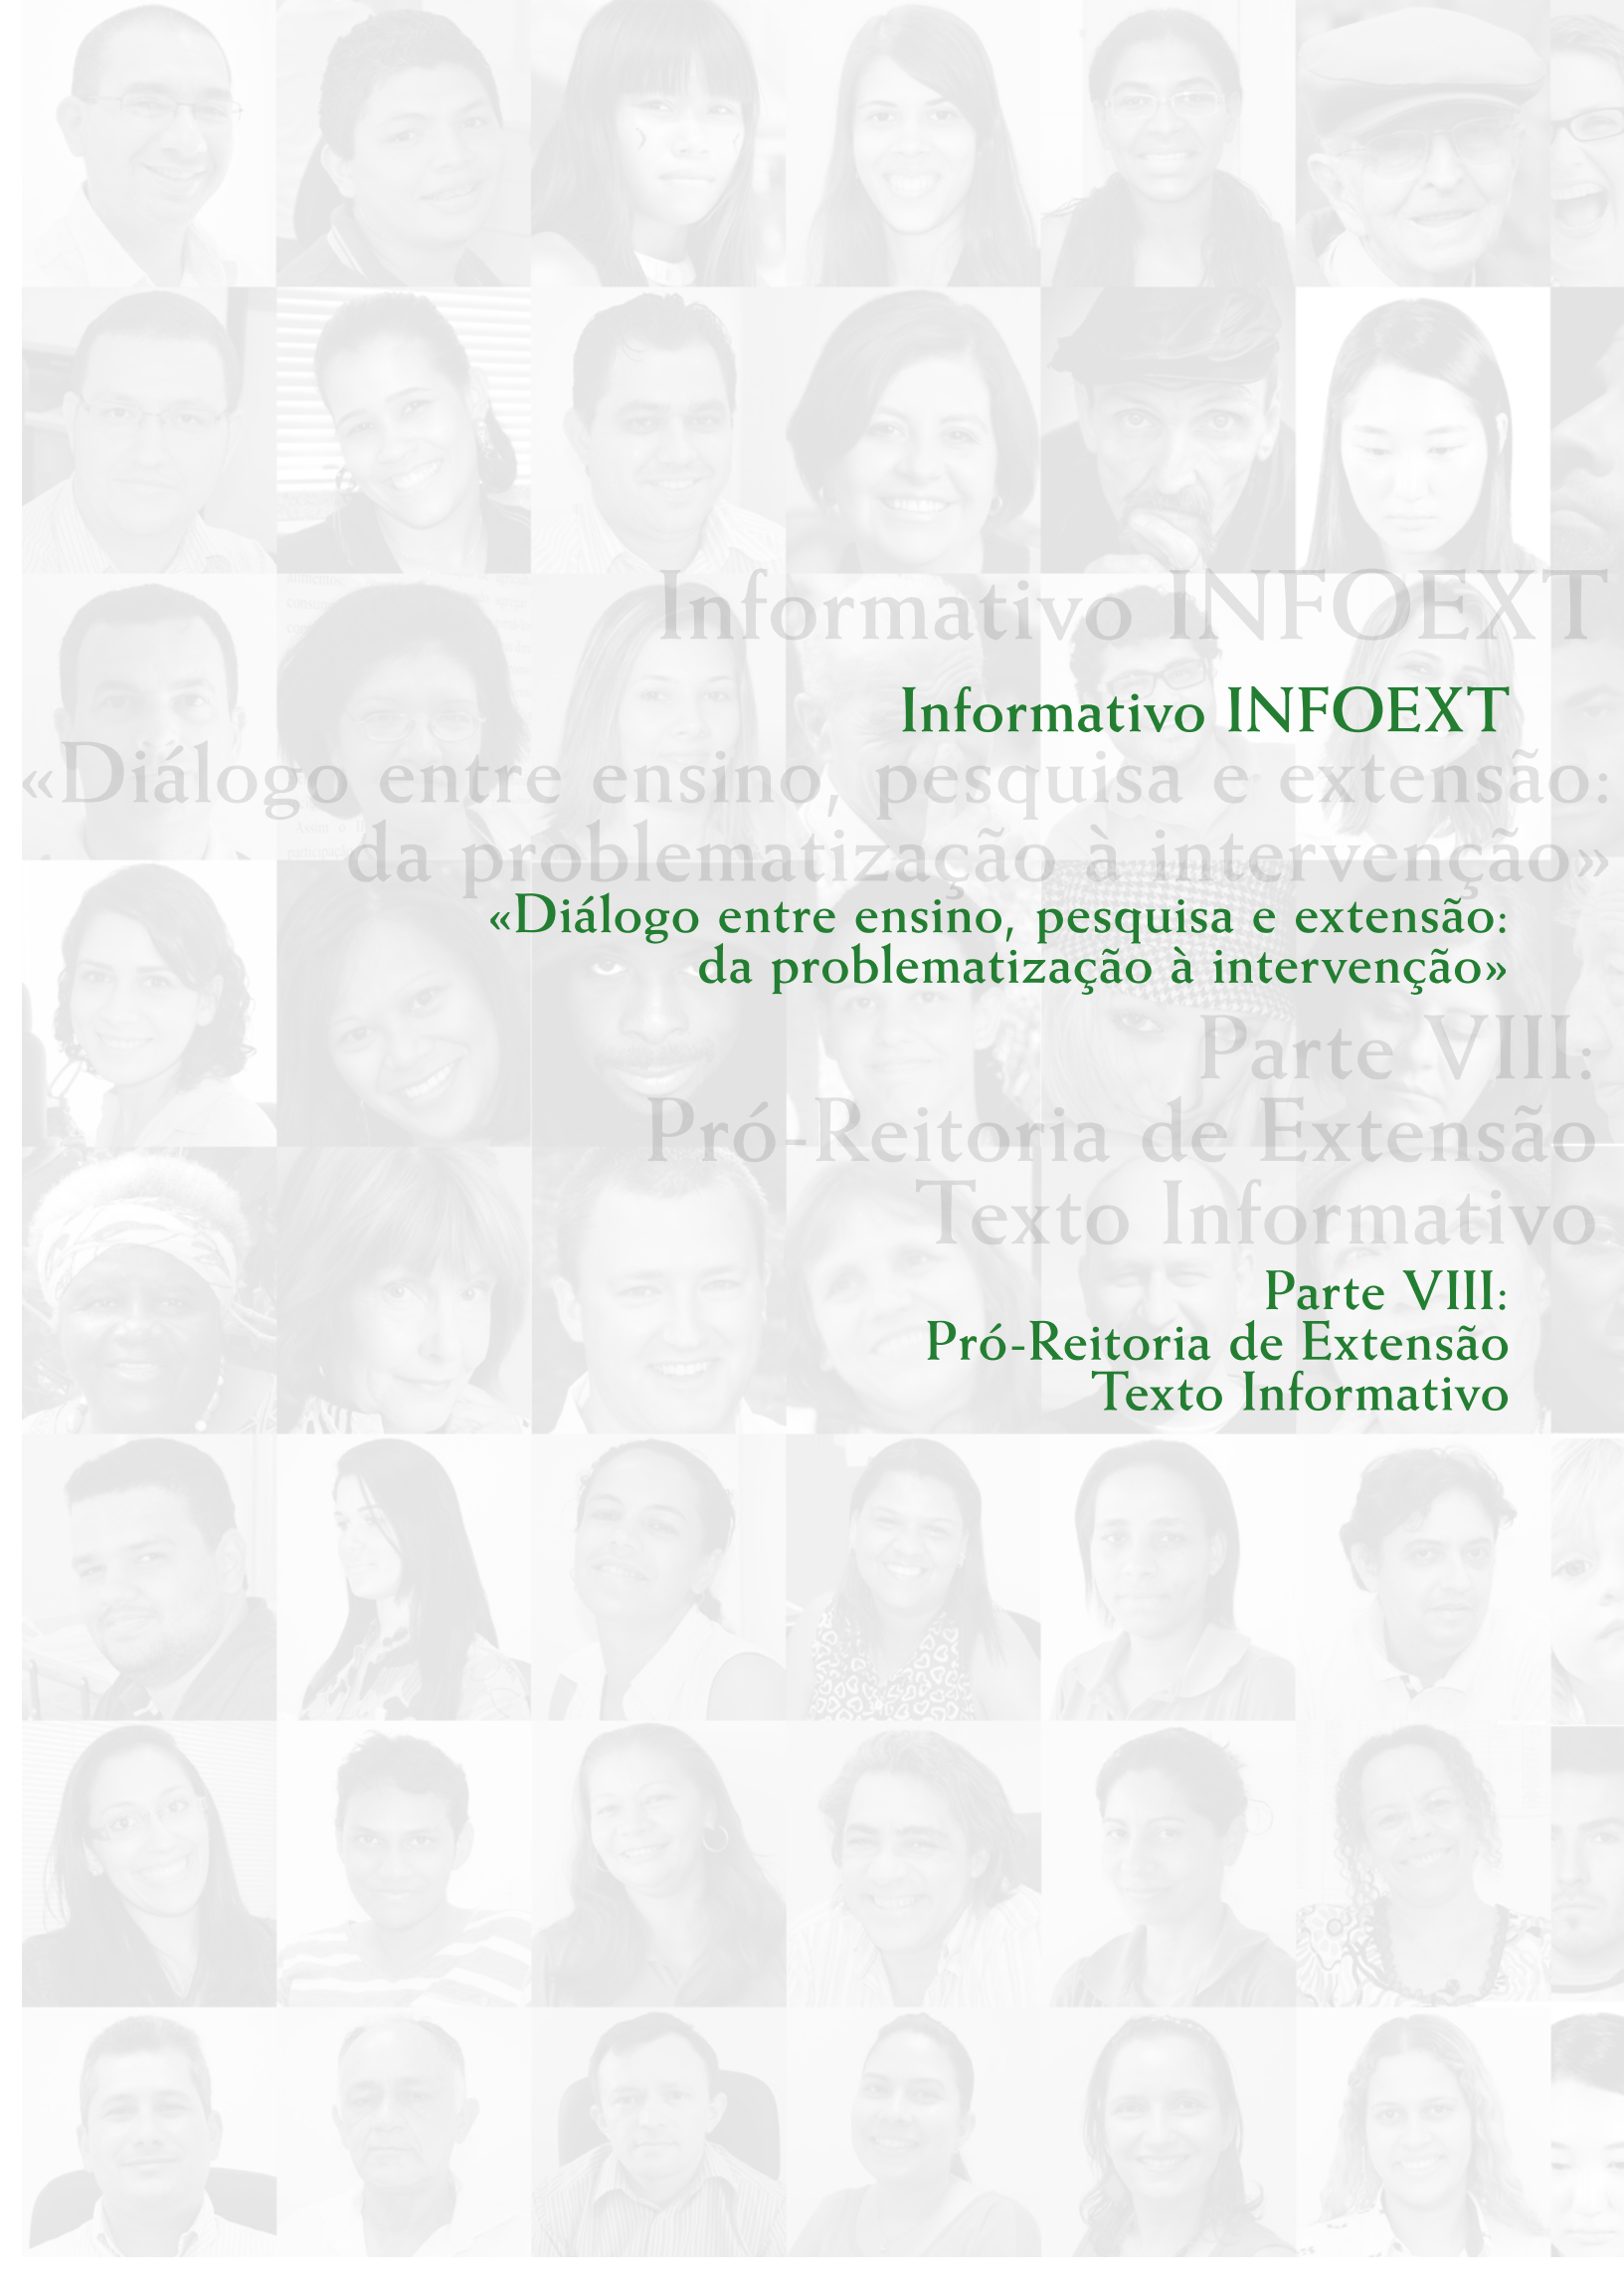 Informativo INFOEXT
Informativo INFOEXT
«Diálogo entre ensino, pesquisa e extensão:
da problematização à intervenção»
«Diálogo entre ensino, pesquisa e extensão:
da problematização à intervenção»
Parte VIII:
Pró-Reitoria de Extensão
Texto Informativo
Parte VIII:
Pró-Reitoria de Extensão
Texto Informativo